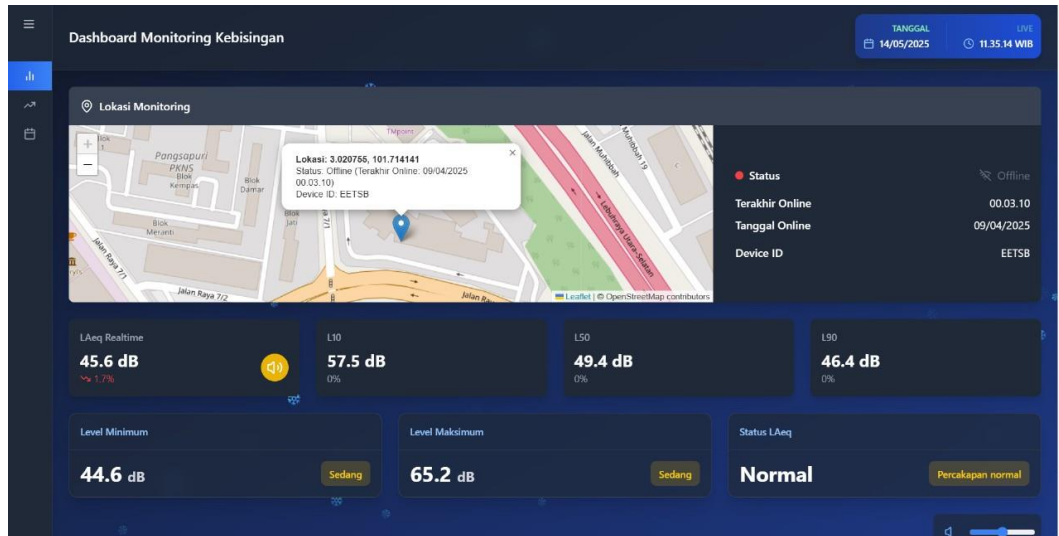 Dashboard Monitoring Kebisingan
TANGGAL
14/05/2025
LIVE
11.35.14 WIB
Lokasi Monitoring
+
−
TMpoint
Pangsapuri
PKNS
Blok
Kempas
Blok
Damar
Blok
Meranti
Blok
Jati
Jalan Raya 7/1
Jalan Raya 7/2
Jalan Muhibbah
Muhibbah 19
Lebuhraya Utara-Selatan
Lokasi: 3.020755, 101.714141
Status: Offline (Terakhir Online: 09/04/2025
00.03.10)
Device ID: EETSB
×
Leaflet | © OpenStreetMap contributors
Status
Offline
Terakhir Online
00.03.10
Tanggal Online
09/04/2025
Device ID
EETSB
LAeq Realtime
45.6 dB
1.7%
L10
57.5 dB
0%
L50
49.4 dB
0%
L90
46.4 dB
0%
Level Minimum
44.6 dB
Sedang
Level Maksimum
65.2 dB
Sedang
Status LAeq
Normal
Percakapan normal